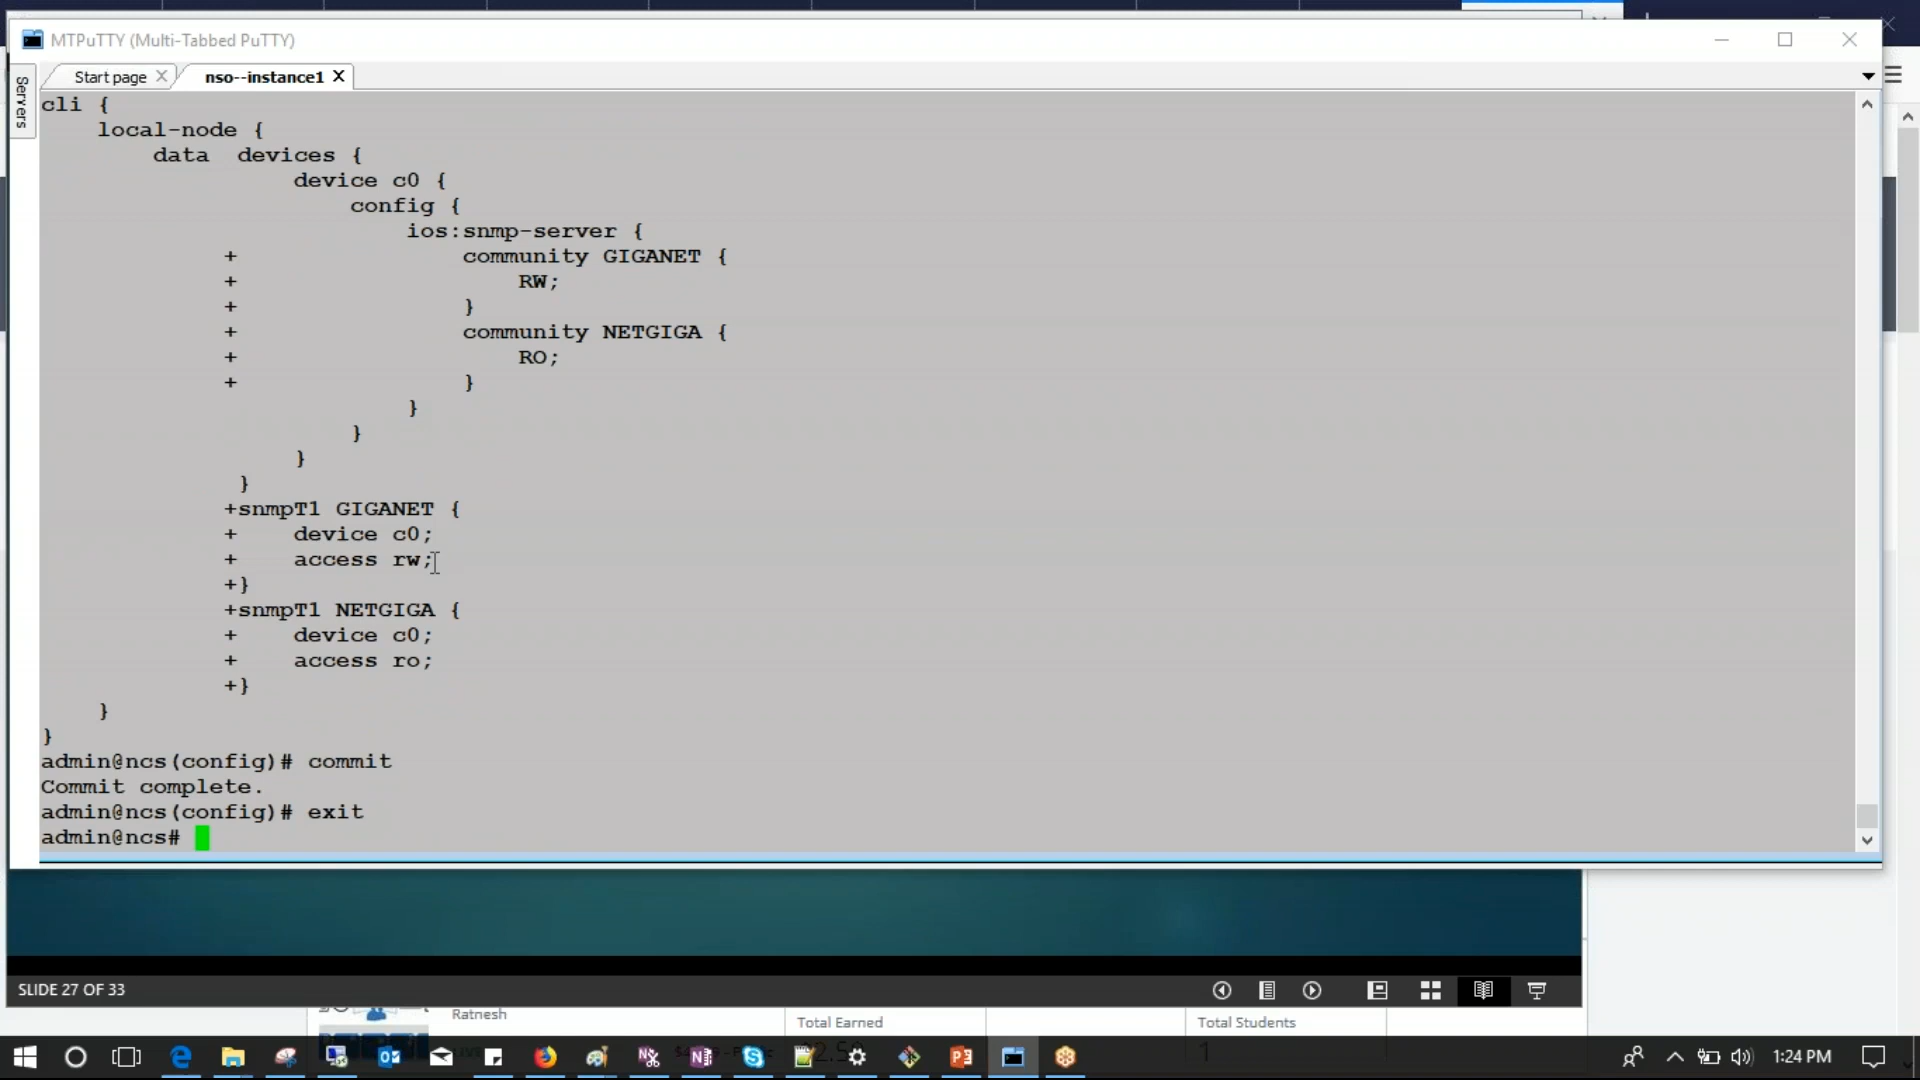 MTPuTTY (Multi-Tabbed PuTTY)
Servers
Start page
nso--instance1
cli {
local-node {
data devices {
device c0 {
config {
ios:snmp-server {
+ community GIGANET {
+ RW;
+ }
+ community NETGIGA {
+ RO;
+ }
}
}
}
}
+snmpT1 GIGANET {
+ device c0;
+ access rw;
+}
+snmpT1 NETGIGA {
+ device c0;
+ access ro;
+}
}
}
admin@ncs(config)# commit
Commit complete.
admin@ncs(config)# exit
admin@ncs#
SLIDE 27 OF 33
Ratnesh
Total Earned
Total Students
1
1:24 PM